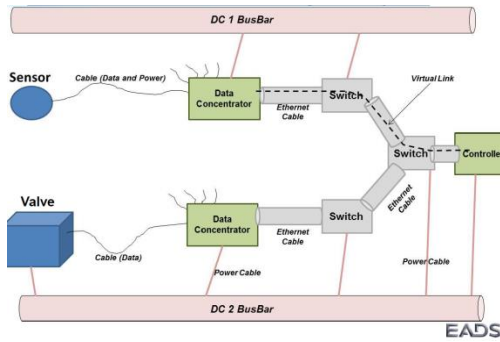 DC 1 BusBar
Sensor
Cable (Data and Power)
Data
Concentrator
Ethernet
Cable
Switch
Virtual Link
Switch
Controlle
Ethernet
Cable
Valve
Cable (Data)
Data
Concentrator
Ethernet
Cable
Switch
Power Cable
Power Cable
DC 2 BusBar
EADS